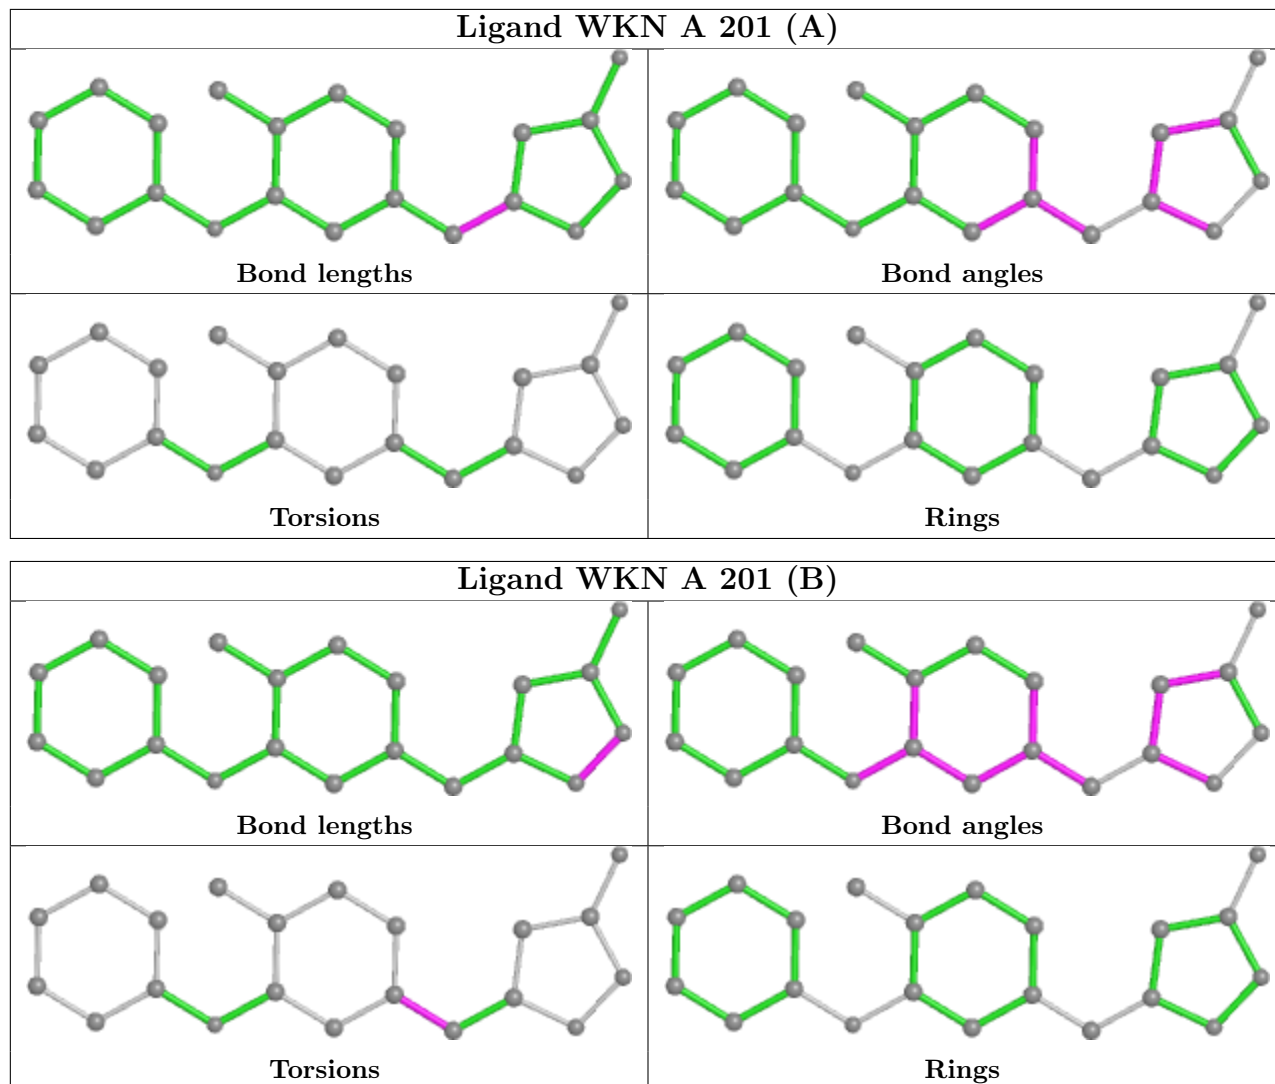 Ligand WKN A 201 (A)
Bond lengths
Bond angles
Torsions
Rings
Ligand WKN A 201 (B)
Bond lengths
Bond angles
Torsions
Rings